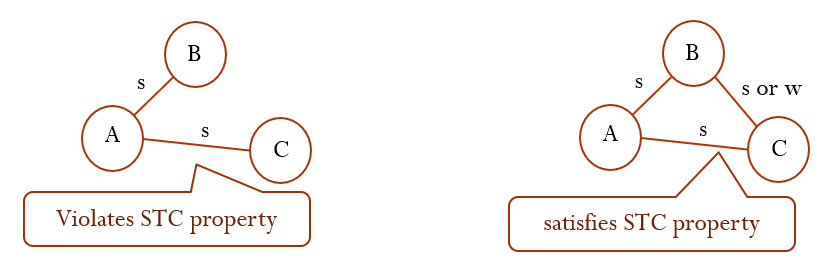 B
s
A
s
C
Violates STC property
B
s
s or w
A
s
C
satisfies STC property